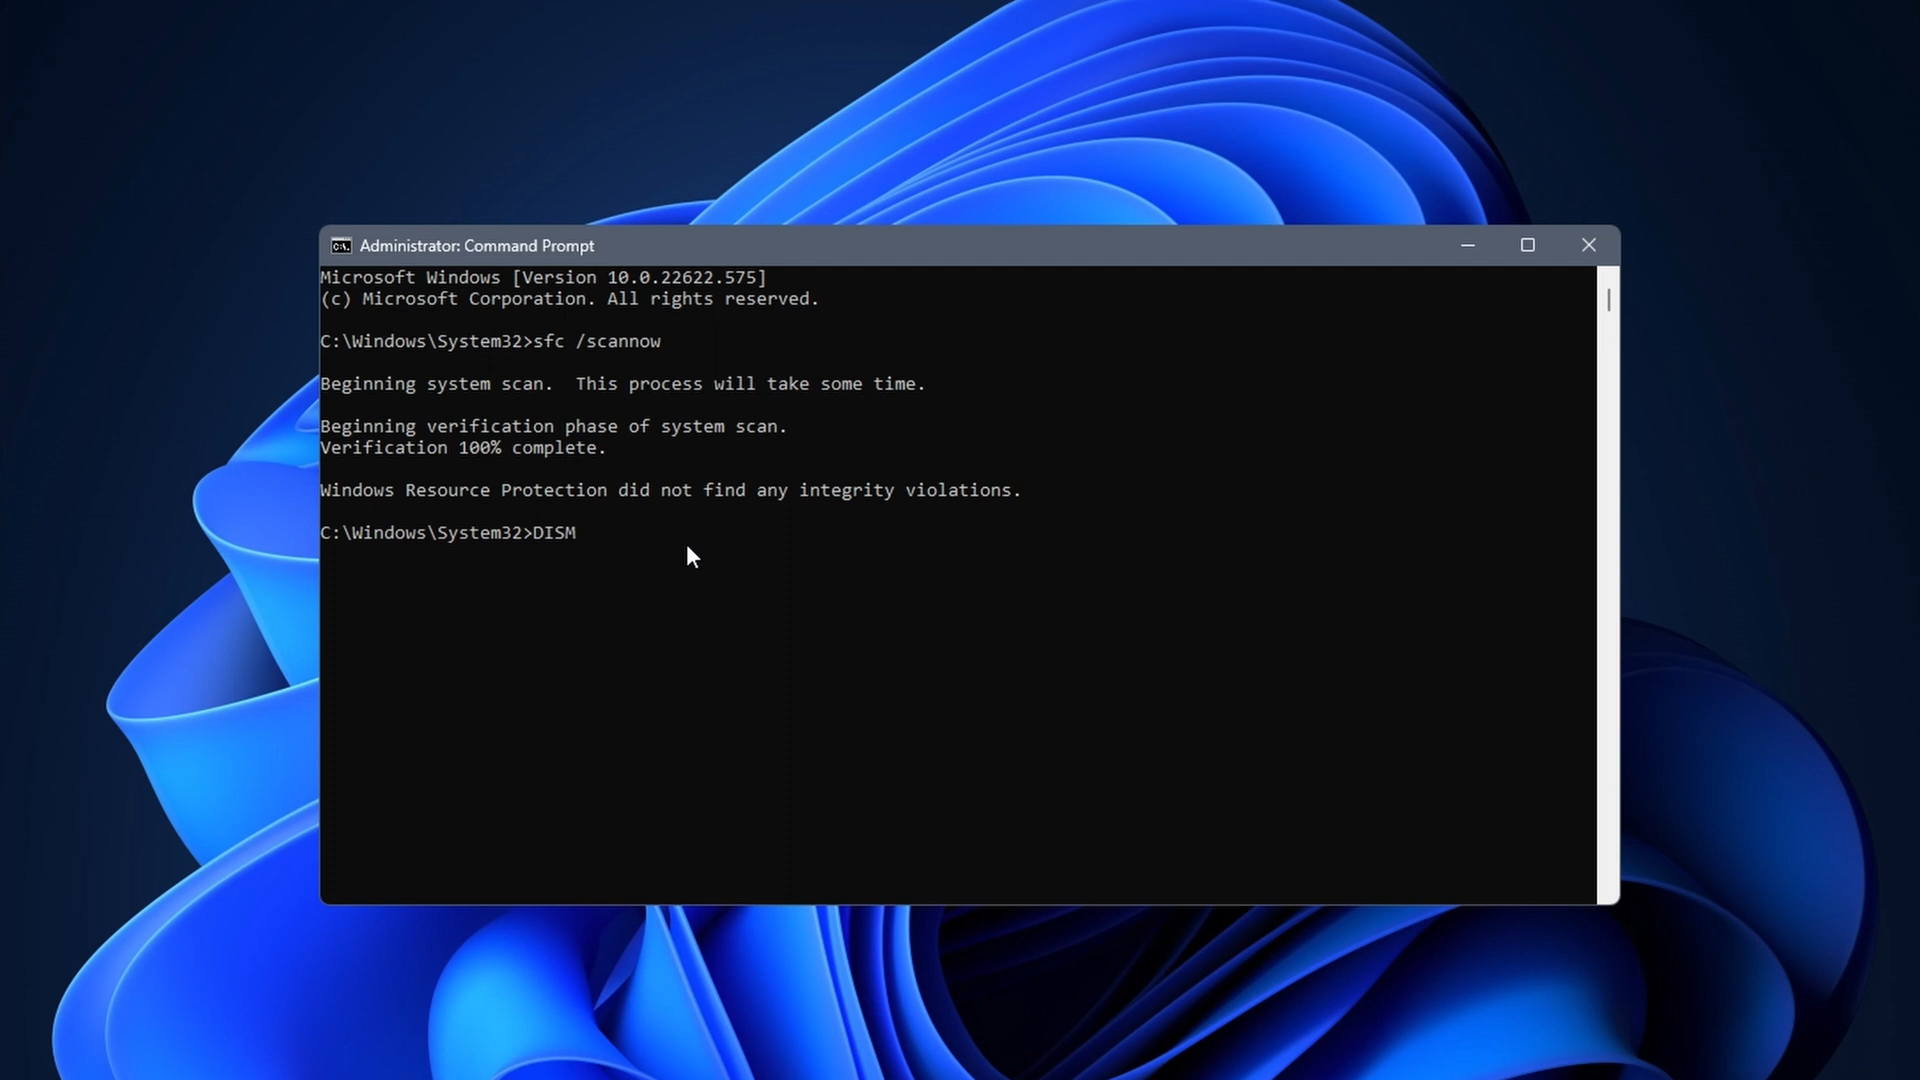 Administrator: Command Prompt
Microsoft Windows [Version 10.0.22622.575]
(c) Microsoft Corporation. All rights reserved.
C:\Windows\System32>sfc /scannow
Beginning system scan.  This process will take some time.
Beginning verification phase of system scan.
Verification 100% complete.
Windows Resource Protection did not find any integrity violations.
C:\Windows\System32>DISM